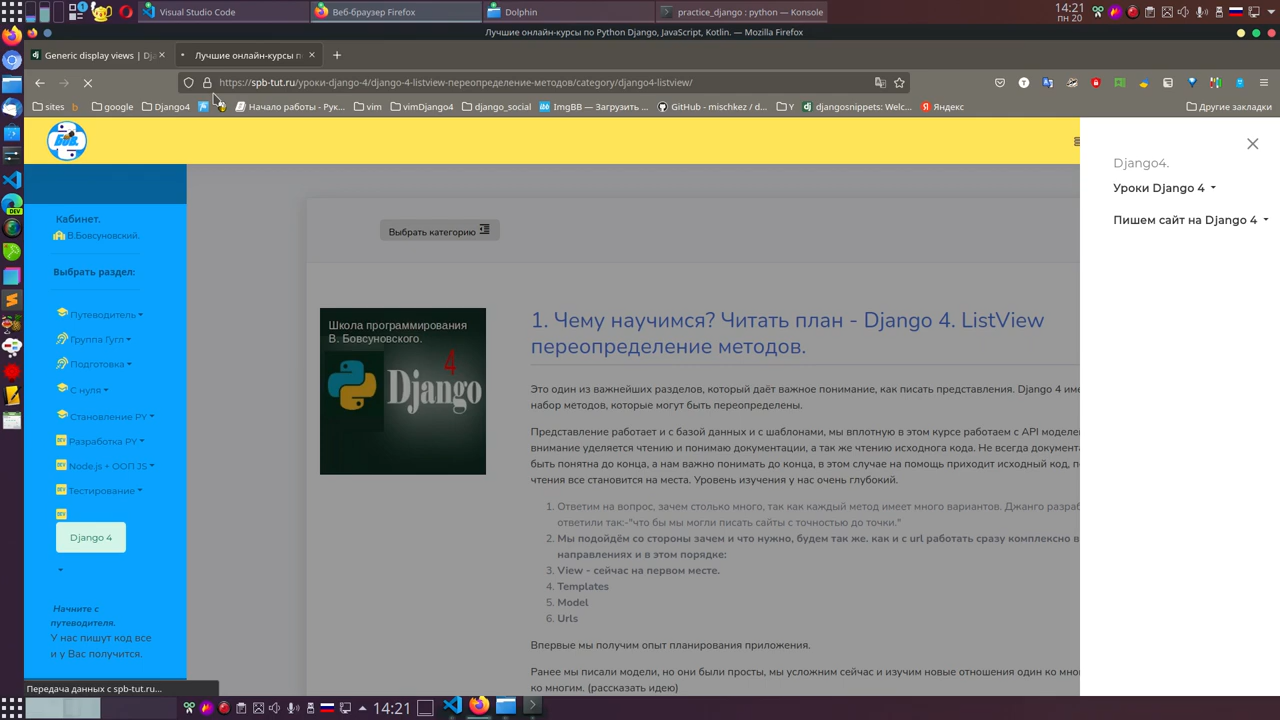 Visual Studio Code
Веб-браузер Firefox
Dolphin
practice_django : python — Konsole
14:21
пн 20
Лучшие онлайн-курсы по Python Django, JavaScript, Kotlin. — Mozilla Firefox
Generic display views | Dja
Лучшие онлайн-курсы по
https://spb-tut.ru/уроки-django-4/django-4-listview-переопределение-методов/category/django4-listview/
sites
google
Django4
Начало работы - Рук...
vim
vimDjango4
django_social
ImgBB — Загрузить ...
GitHub - mischkez / d...
Y
djangosnippets: Welc...
Яндекс
Другие закладки
Бов.
Django4.
Уроки Django 4
Пишем сайт на Django 4
Кабинет.
В.Бовсуновский.
Выбрать раздел:
Путеводитель
Группа Гугл
Подготовка
С нуля
Становление PY
Разработка PY
Node.js + ООП JS
Тестирование
Django 4
Начните с
путеводителя.
У нас пишут код все
и у Вас получится.
Выбрать категорию
Школа программирования
В. Бовсуновского.
4
Django
1. Чему научимся? Читать план - Django 4. ListView
переопределение методов.
Это один из важнейших разделов, который даёт важное понимание, как писать представления. Django 4 име
набор методов, которые могут быть переопределены.
Представление работает и с базой данных и с шаблонами, мы вплотную в этом курсе работаем с API моделе
внимание уделяется чтению и понимаю документации, а так же чтению исходного кода. Не всегда документа
быть понятна до конца, а нам важно понимать до конца, в этом случае на помощь приходит исходный код, п
чтения все становится на места. Уровень изучения у нас очень глубокий.
1. Ответим на вопрос, зачем столько много, так как каждый метод имеет много вариантов. Джанго разраб
ответили так:-"что бы мы могли писать сайты с точностью до точки."
2. Мы подойдём со стороны зачем и что нужно, будем так же. как и с url работать сразу комплексно в
направлениях и в этом порядке:
3. View - сейчас на первом месте.
4. Templates
5. Model
6. Urls
Впервые мы получим опыт планирования приложения.
Ранее мы писали модели, но они были просты, мы усложним сейчас и изучим новые отношения один ко мно
ко многим. (рассказать идею)
Передача данных с spb-tut.ru...
14:21